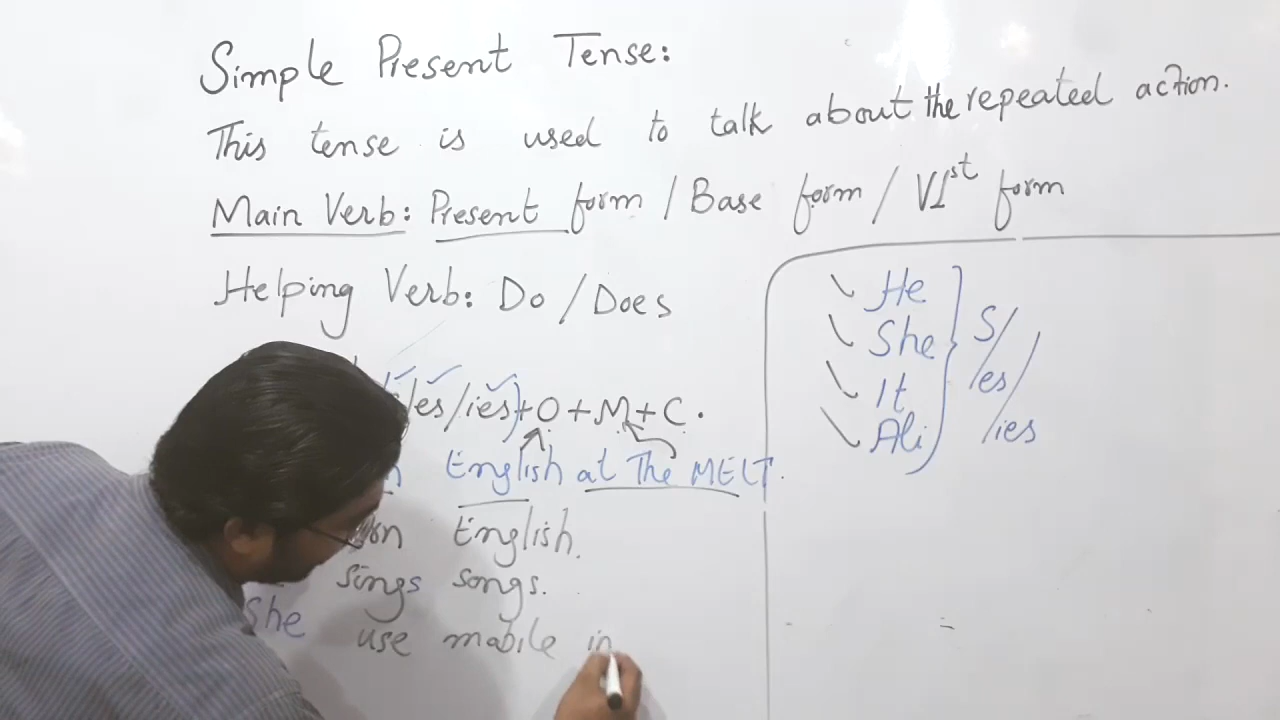 Simple Present Tense:
This tense is used to talk about the repeated action.
Main Verb: Present form / Base form / V1st form
Helping Verb: Do / Does
/es/ies)+O+M+C.
English at The MELT.
English.
sings songs.
She use mobile in
He
She
It
Ali
S/
/es/
/ies